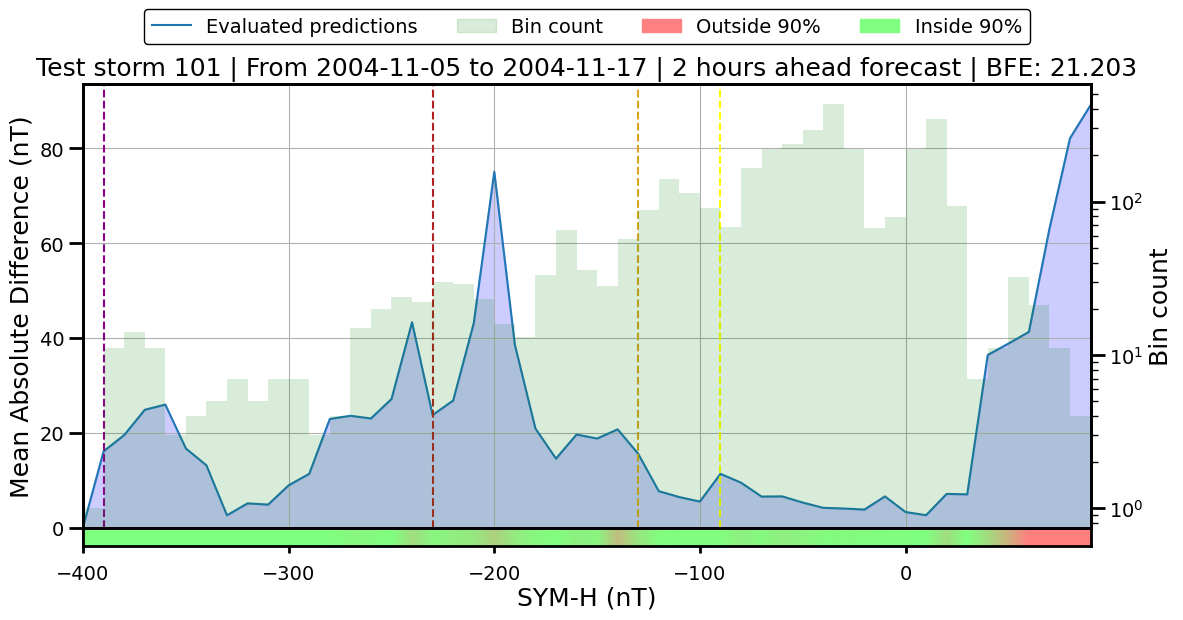 Evaluated predictions Bin count Outside 90% Inside 90%
Test storm 101 | From 2004-11-05 to 2004-11-17 | 2 hours ahead forecast | BFE: 21.203
Mean Absolute Difference (nT)
80
60
40
20
0
10²
10¹
10⁰
Bin count
−400 −300 −200 −100 0
SYM-H (nT)